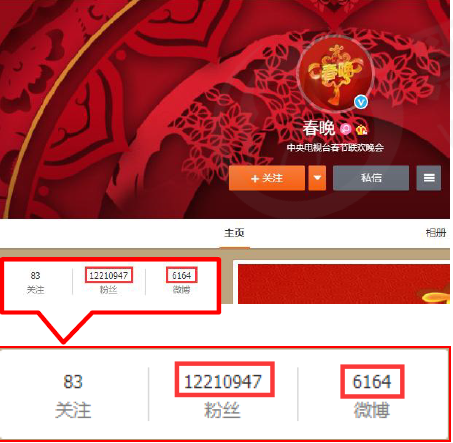 春晚
春晚
中央电视台春节联欢晚会
+关注
私信
主页
相册
83
12210947
6164
关注
粉丝
微博
83
12210947
6164
关注
粉丝
微博